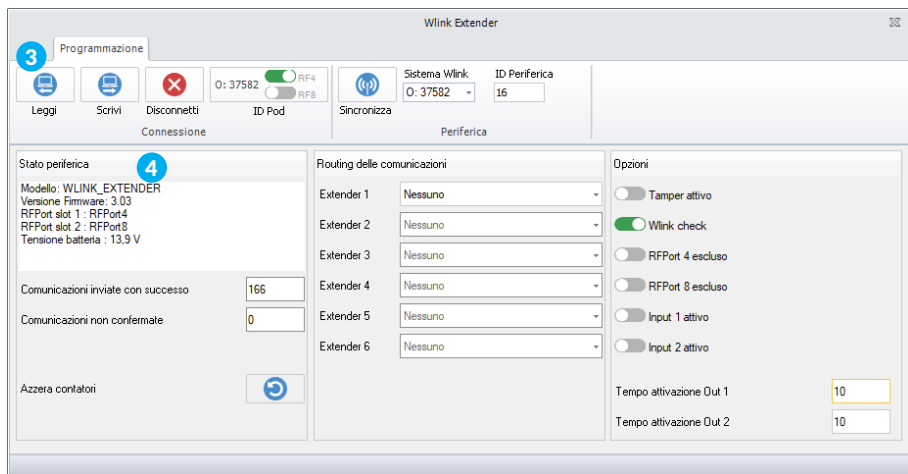 Wlink Extender
3
Programmazione
Leggi
Scrivi
Disconnetti
O: 37582
RF4
RF8
ID Pod
Connessione
Sincronizza
Sistema Wlink
O: 37582
ID Periferica
16
Periferica
Stato periferica
4
Modello: WLINK_EXTENDER
Versione Firmware: 3.03
RFPort slot 1 : RFPort4
RFPort slot 2 : RFPort8
Tensione batteria : 13,9 V
Comunicazioni inviate con successo 166
Comunicazioni non confermate 0
Azzera contatori
Routing delle comunicazioni
Extender 1 Nessuno
Extender 2 Nessuno
Extender 3 Nessuno
Extender 4 Nessuno
Extender 5 Nessuno
Extender 6 Nessuno
Opzioni
Tamper attivo
Wlink check
RFPort 4 escluso
RFPort 8 escluso
Input 1 attivo
Input 2 attivo
Tempo attivazione Out 1 10
Tempo attivazione Out 2 10